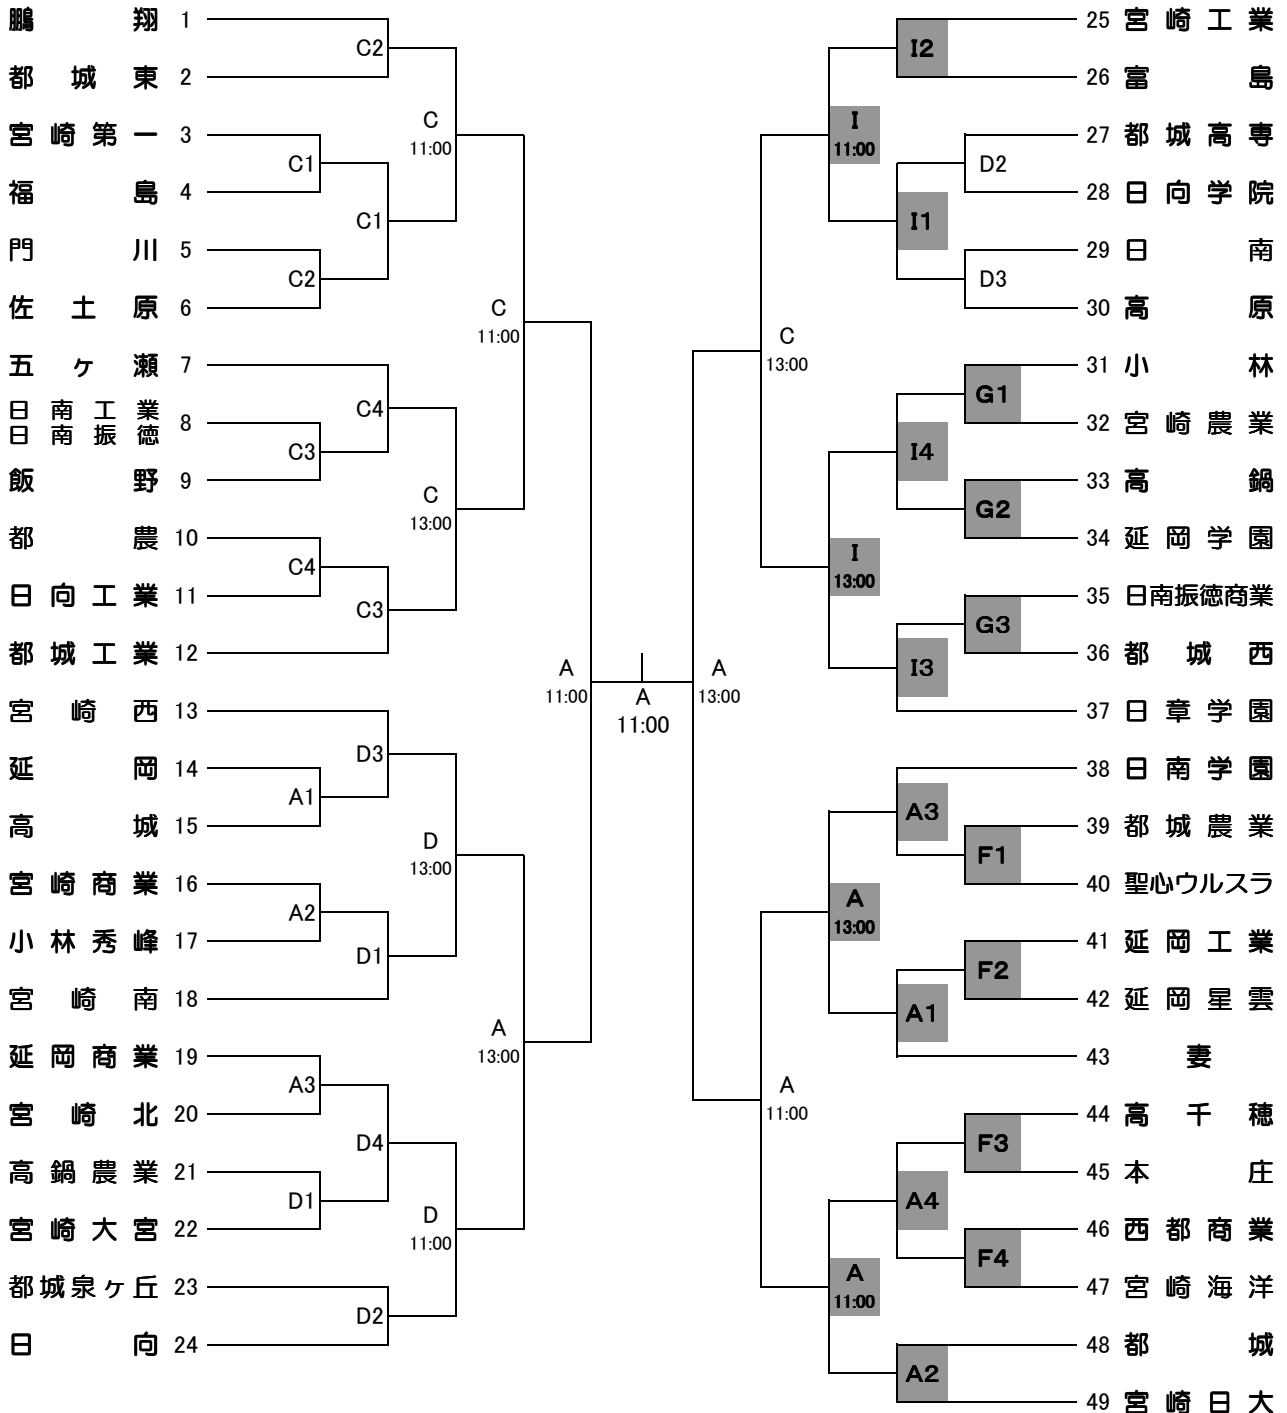 鵬翔 1
都城東 2
宮崎第一 3
福島 4
門川 5
佐土原 6
五ヶ瀬 7
日南工業
日南振徳 8
飯野 9
都農 10
日向工業 11
都城工業 12
宮崎西 13
延岡 14
高城 15
宮崎商業 16
小林秀峰 17
宮崎南 18
延岡商業 19
宮崎北 20
高鍋農業 21
宮崎大宮 22
都城泉ヶ丘 23
日向 24
C1
C2
C3
C4
A1
A2
A3
D1
C2
C1
C4
C3
D3
D1
D4
D2
C
11:00
C
13:00
D
13:00
D
11:00
C
11:00
A
13:00
A
11:00
A
11:00
A
13:00
C
13:00
A
11:00
I
11:00
I
13:00
A
13:00
A
11:00
I2
I1
I4
I3
A3
A1
A4
A2
D2
D3
G1
G2
G3
F1
F2
F3
F4
25 宮崎工業
26 富島
27 都城高専
28 日向学院
29 日南
30 高原
31 小林
32 宮崎農業
33 高鍋
34 延岡学園
35 日南振徳商業
36 都城西
37 日章学園
38 日南学園
39 都城農業
40 聖心ウルスラ
41 延岡工業
42 延岡星雲
43 妻
44 高千穂
45 本庄
46 西都商業
47 宮崎海洋
48 都城
49 宮崎日大